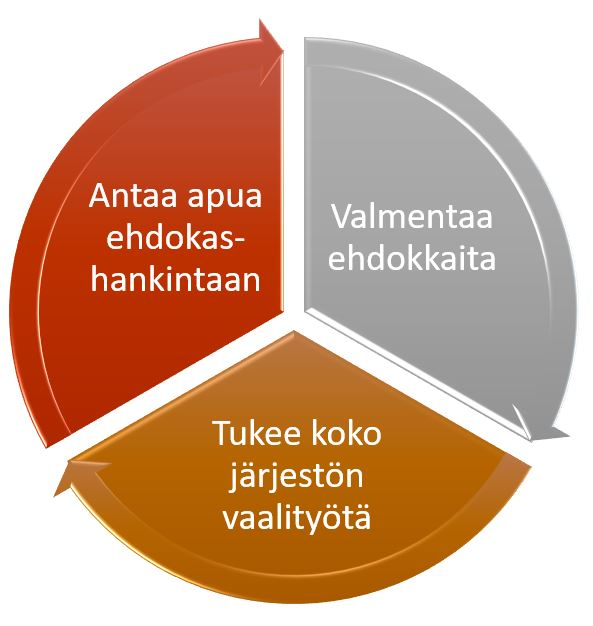 Antaa apua
ehdokas-
hankintaan
Valmentaa
ehdokkaita
Tukee koko
järjestön
vaalityötä